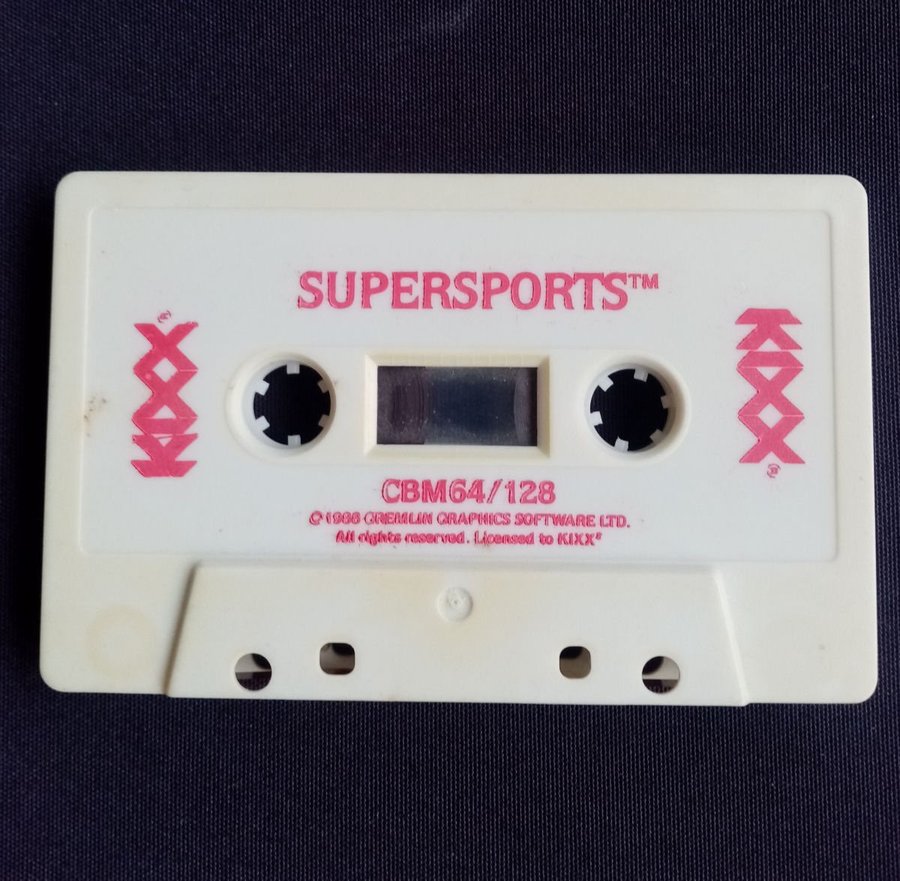 SUPERSPORTS™
KIXX®
KIXX®
CBM64/128
© 1988 GREMLIN GRAPHICS SOFTWARE LTD.
All rights reserved. Licensed to KIXX®